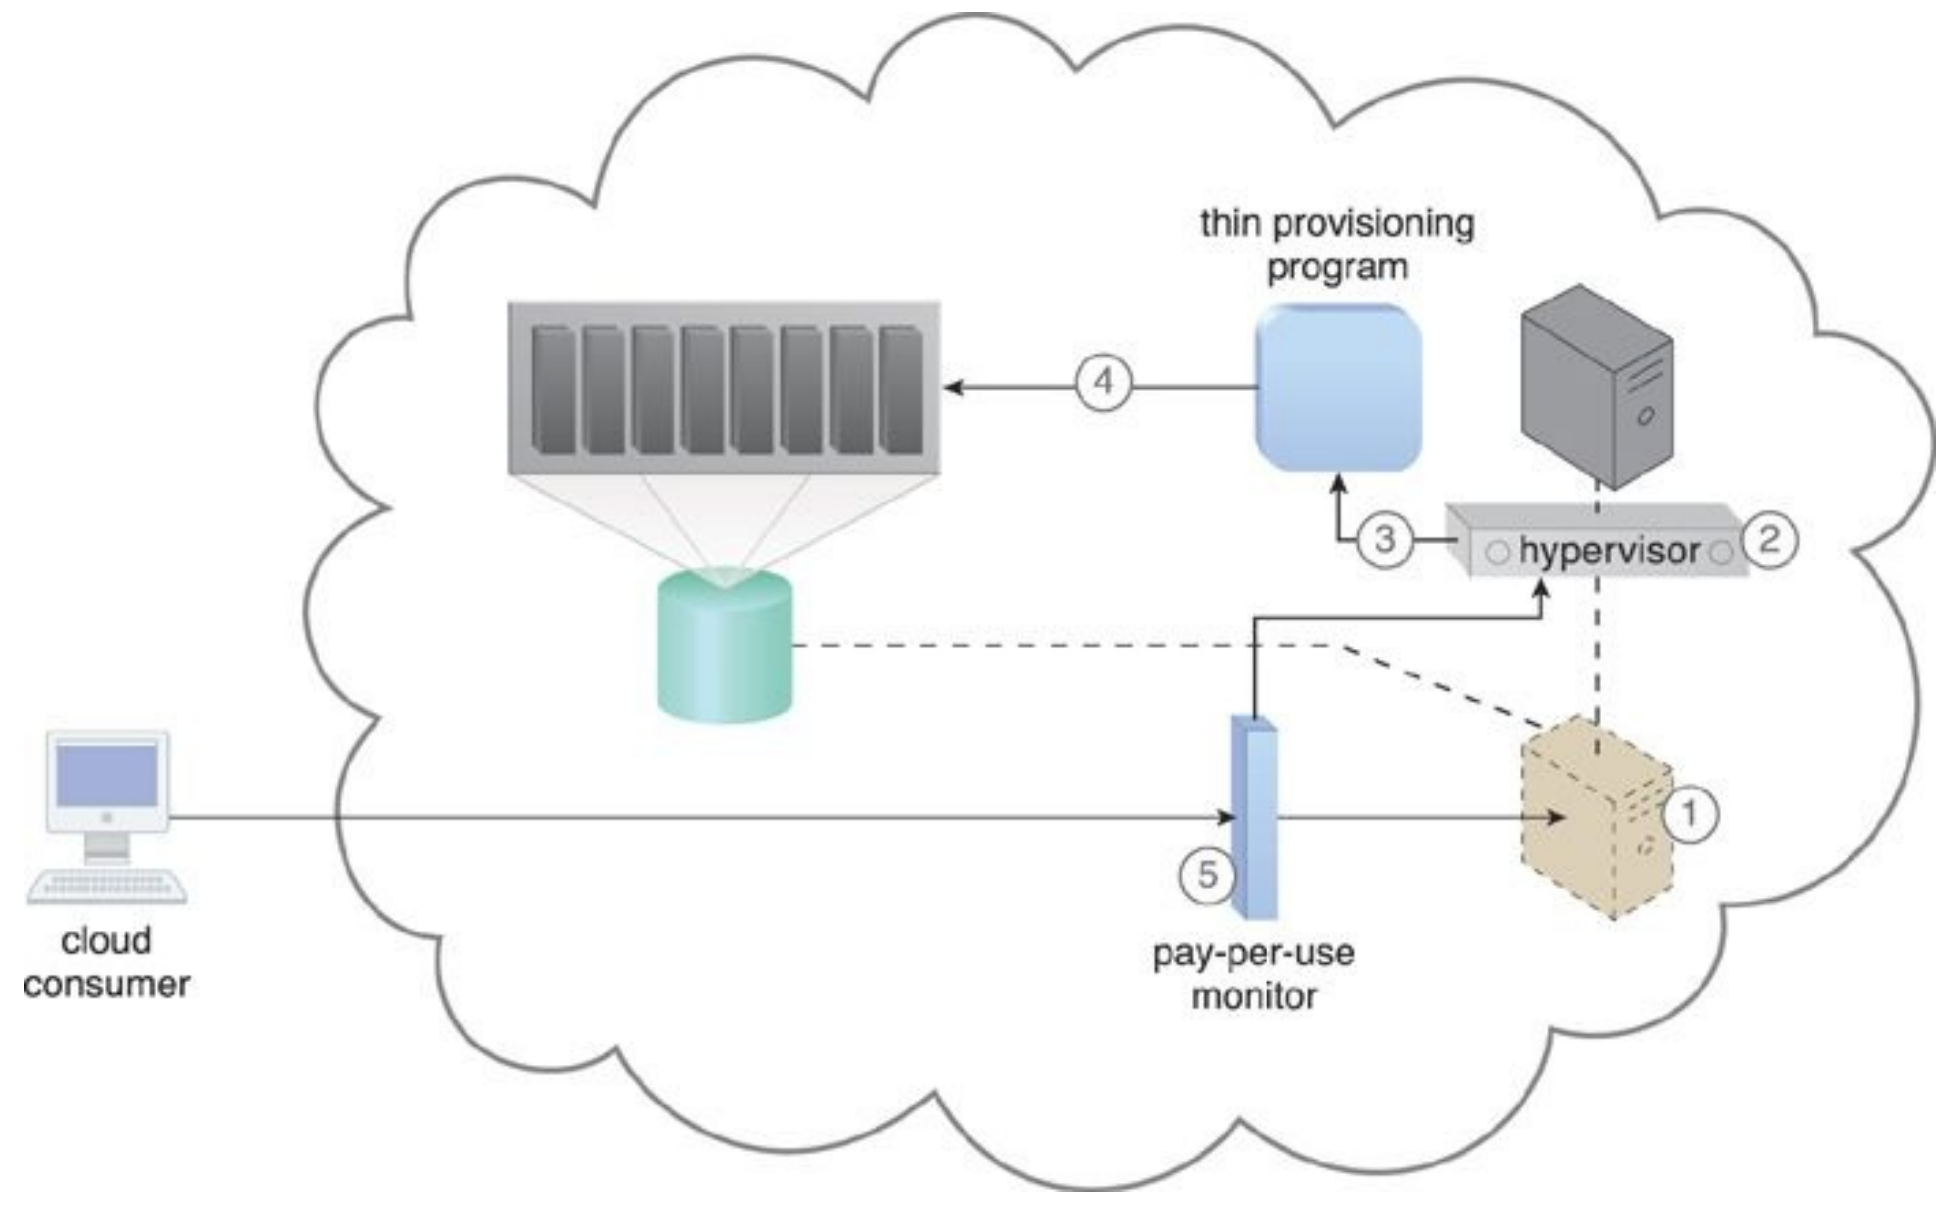 thin provisioning
program
4
3
hypervisor
2
1
5
cloud
consumer
pay-per-use
monitor